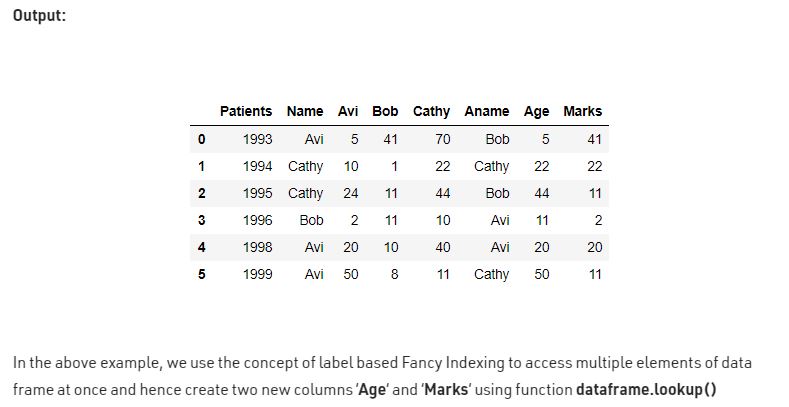 Output:
Patients Name Avi Bob Cathy Aname Age Marks
0 1993 Avi 5 41 70 Bob 5 41
1 1994 Cathy 10 1 22 Cathy 22 22
2 1995 Cathy 24 11 44 Bob 44 11
3 1996 Bob 2 11 10 Avi 11 2
4 1998 Avi 20 10 40 Avi 20 20
5 1999 Avi 50 8 11 Cathy 50 11
In the above example, we use the concept of label based Fancy Indexing to access multiple elements of data
frame at once and hence create two new columns ‘Age‘ and ‘Marks‘ using function dataframe.lookup()